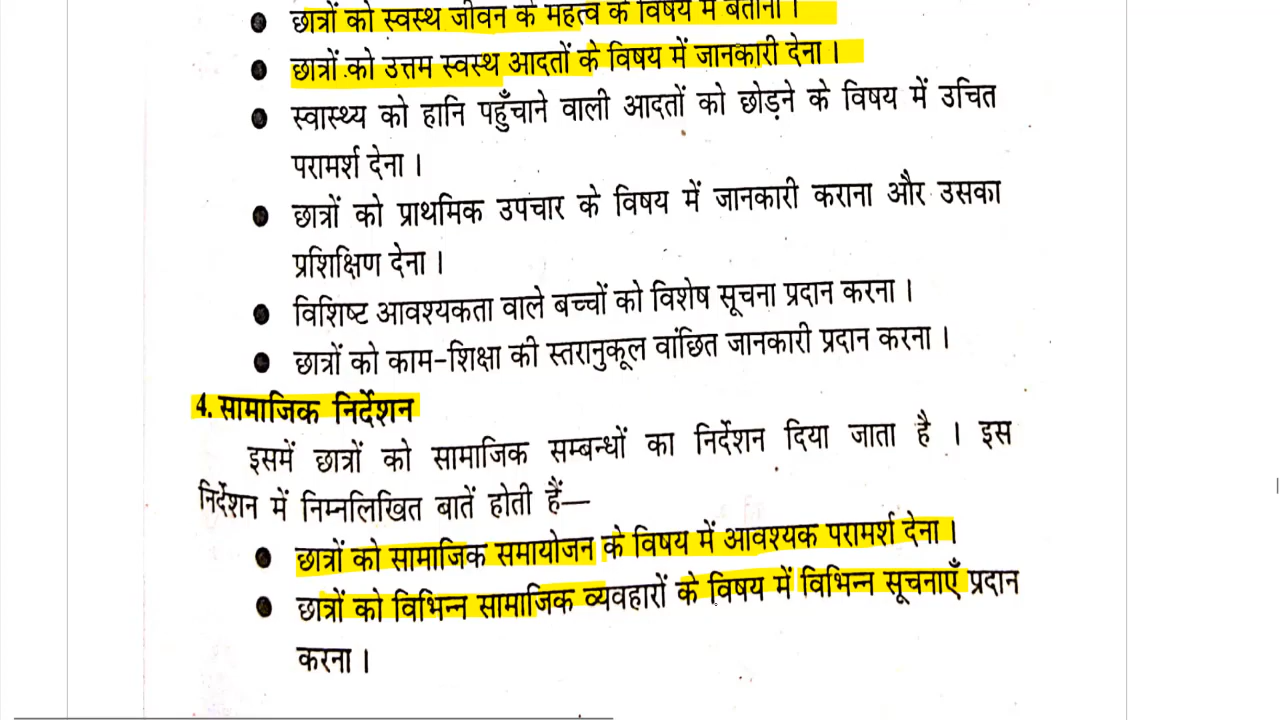 छात्रों को स्वस्थ जीवन के महत्व के विषय में बताना ।
छात्रों को उत्तम स्वस्थ आदतों के विषय में जानकारी देना ।
स्वास्थ्य को हानि पहुँचाने वाली आदतों को छोड़ने के विषय में उचित
परामर्श देना ।
छात्रों को प्राथमिक उपचार के विषय में जानकारी कराना और उसका
प्रशिक्षिण देना ।
विशिष्ट आवश्यकता वाले बच्चों को विशेष सूचना प्रदान करना ।
छात्रों को काम-शिक्षा की स्तरानुकूल वांछित जानकारी प्रदान करना ।
4. सामाजिक निर्देशन
इसमें छात्रों को सामाजिक सम्बन्धों का निर्देशन दिया जाता है । इस
निर्देशन में निम्नलिखित बातें होती हैं—
छात्रों को सामाजिक समायोजन के विषय में आवश्यक परामर्श देना ।
छात्रों को विभिन्न सामाजिक व्यवहारों के विषय में विभिन्न सूचनाएँ प्रदान
करना ।